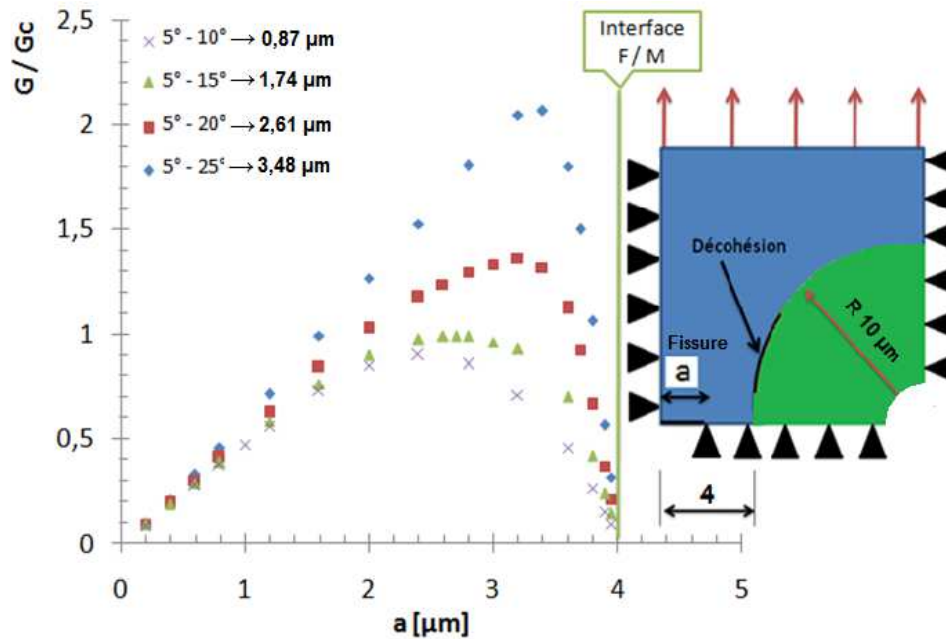 G / Gc
2,5
2
1,5
1
0,5
0
5° - 10° → 0,87 µm
5° - 15° → 1,74 µm
5° - 20° → 2,61 µm
5° - 25° → 3,48 µm
Interface
F / M
Décohésion
R 10 µm
Fissure
a
4
0 1 2 3 4 5
a [µm]